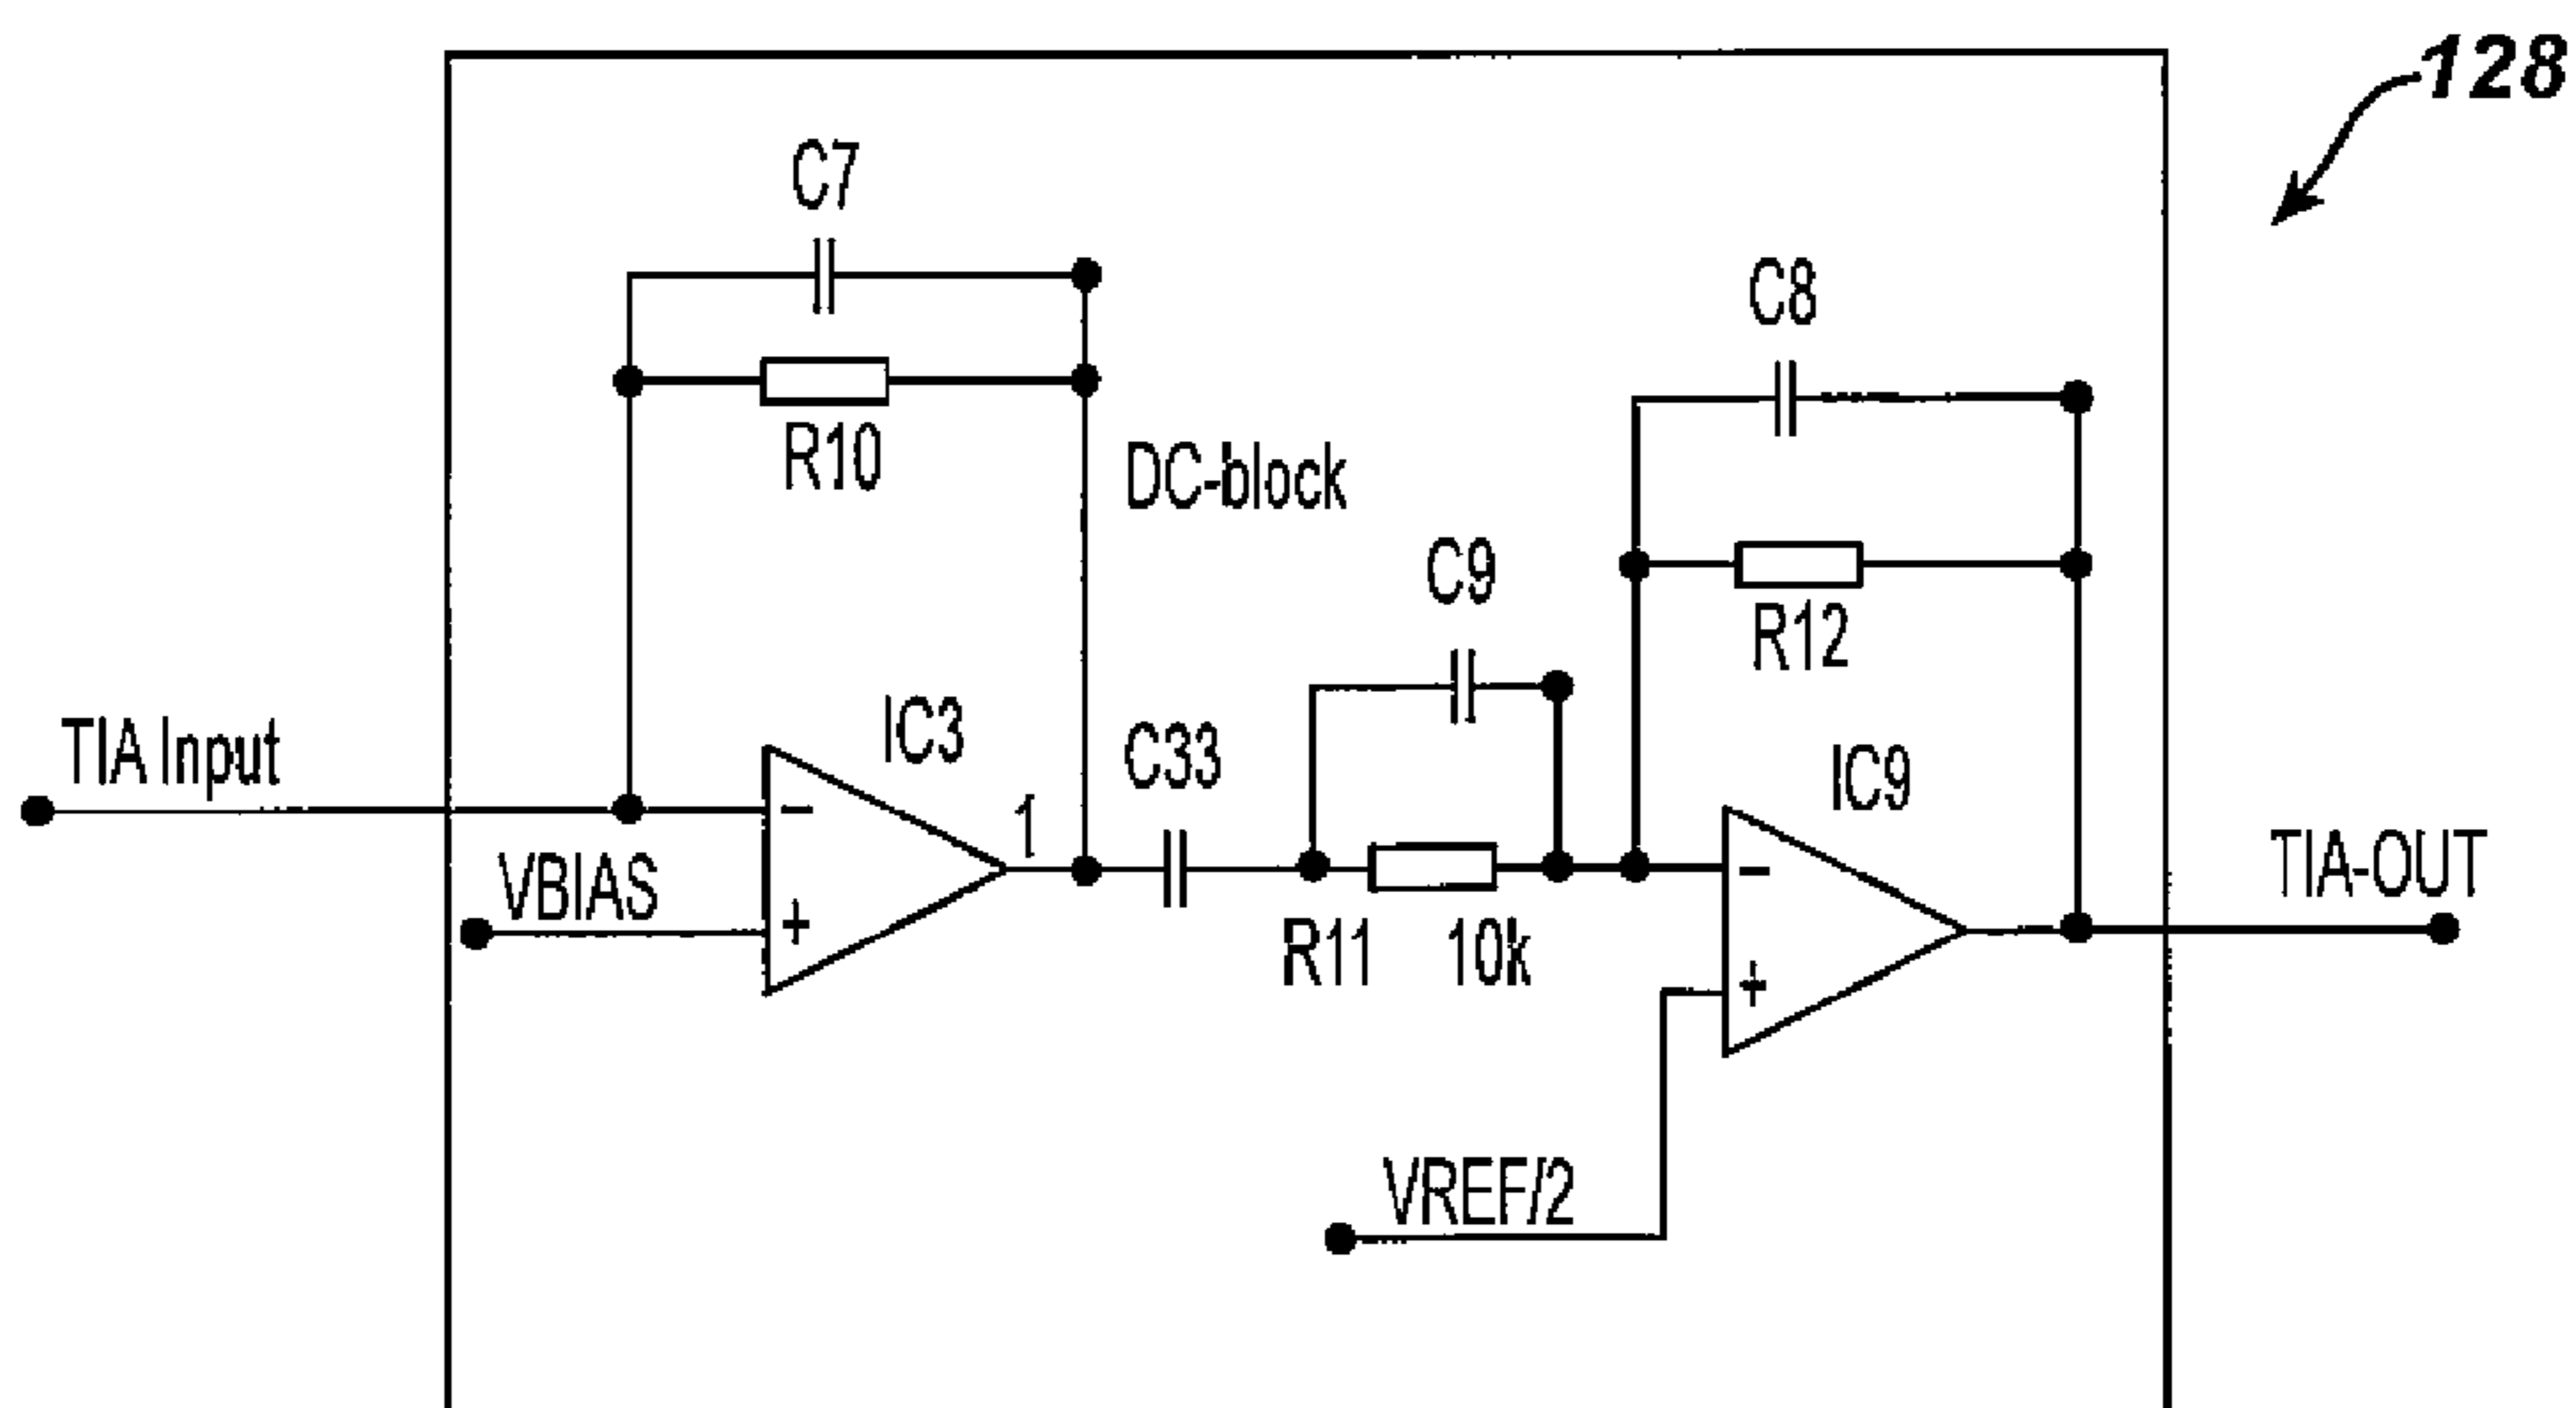 128
C7
R10
DC-block
C8
C9
R12
TIA Input
IC3
1
C33
IC9
VBIAS
-
+
R11
10k
-
+
TIA-OUT
VREF/2